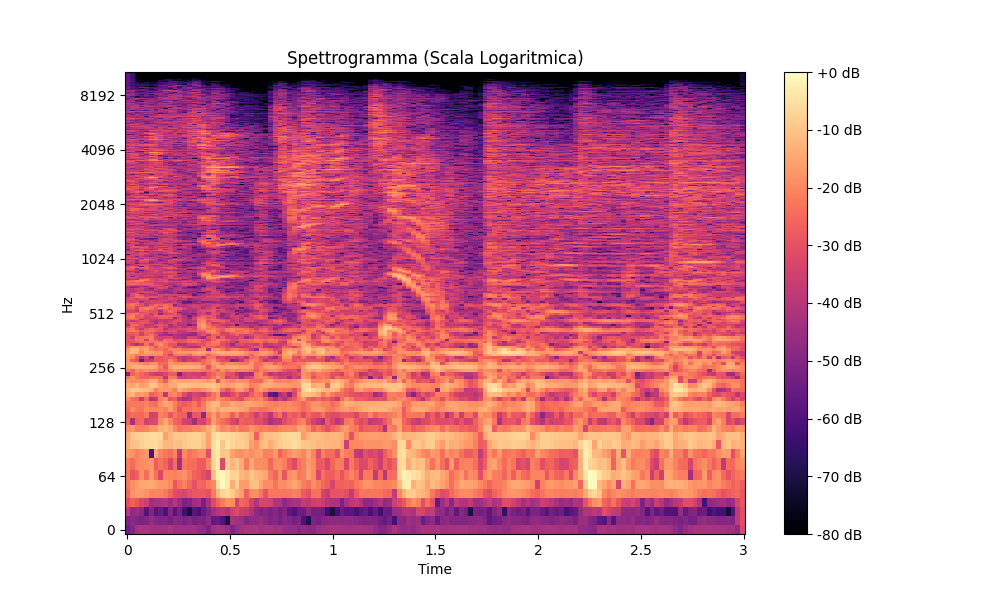 Spettrogramma (Scala Logaritmica)
Hz
8192
4096
2048
1024
512
256
128
64
0
0
0.5
1
1.5
2
2.5
3
Time
+0 dB
-10 dB
-20 dB
-30 dB
-40 dB
-50 dB
-60 dB
-70 dB
-80 dB